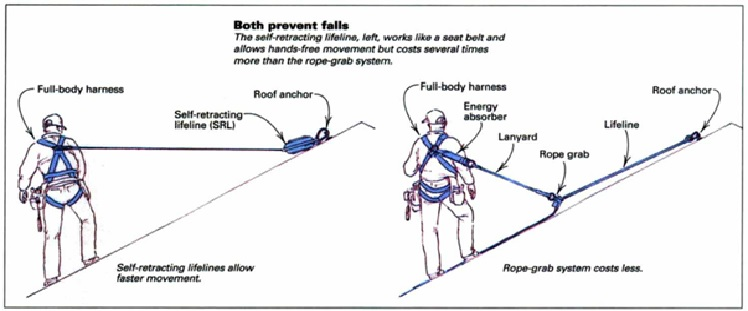 Both prevent falls
The self-retracting lifeline, left, works like a seat belt and
allows hands-free movement but costs several times
more than the rope-grab system.
Full-body harness
Roof anchor
Self-retracting
lifeline (SRL)
Self-retracting lifelines allow
faster movement.
Full-body harness
Energy
absorber
Lanyard
Rope grab
Lifeline
Roof anchor
Rope-grab system costs less.